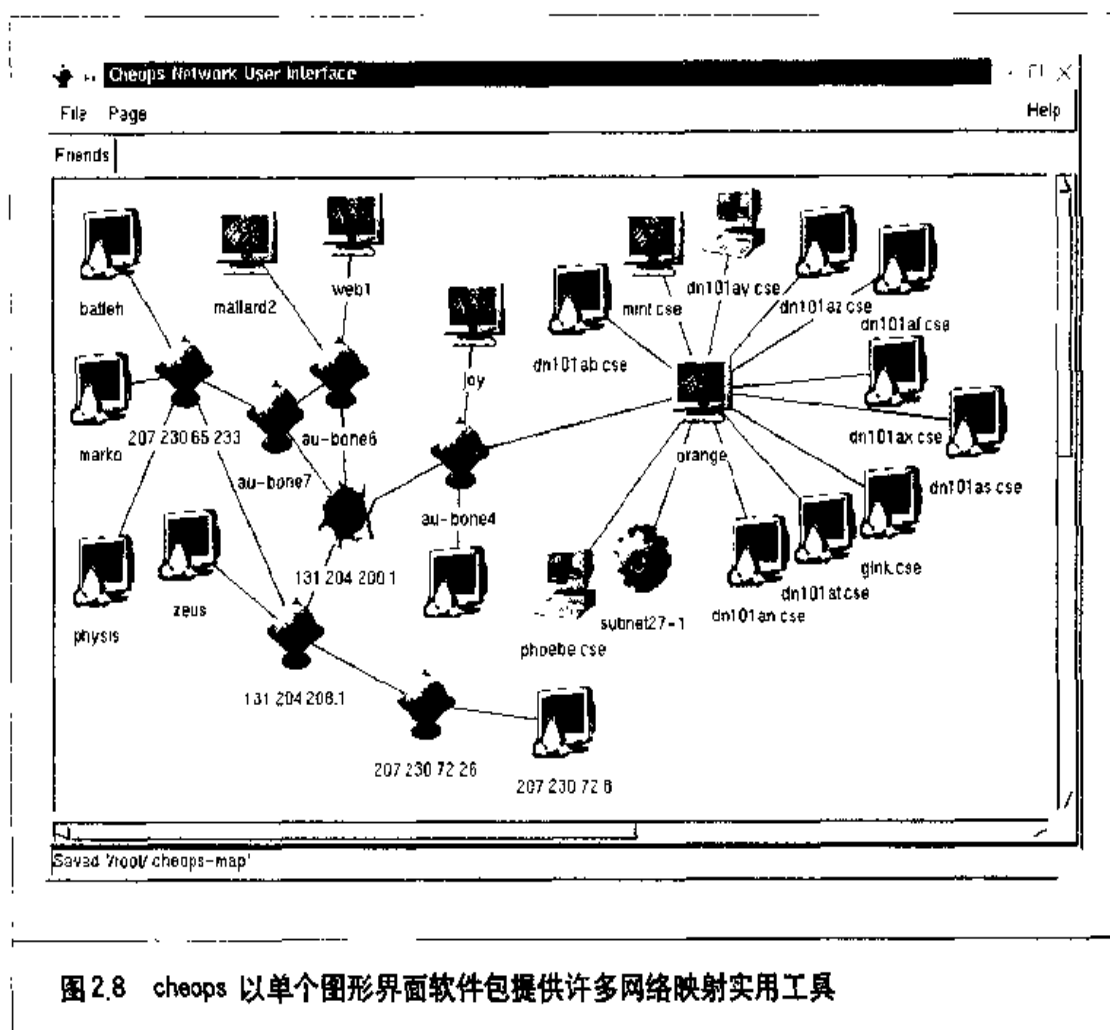 Cheops Network User Interface
File Page Help
Friends
batleh
mallard2
web1
joy
mint.cse
dn101ay.cse
dn101az.cse
dn101af.cse
dn101ab.cse
marko
207 230 65 233
au-bone6
au-bone7
au-bone4
orange
dn101ax.cse
dn101as.cse
physis
zeus
131 204 200 1
phoebe cse
subnet27-1
dn101an cse
dn101at.cse
gink.cse
131 204 208.1
207 230 72 26
207 230 72 8
Saved '/root/ cheops-map'
图 2.8 cheops 以单个图形界面软件包提供许多网络映射实用工具